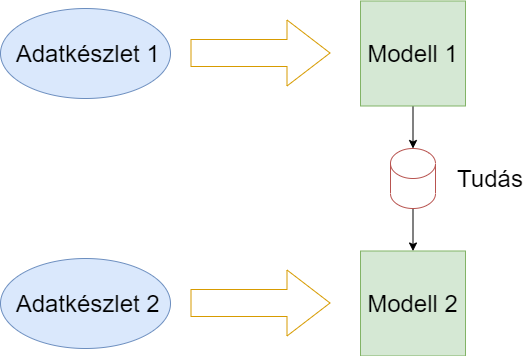 Adatkészlet 1
Modell 1
Tudás
Adatkészlet 2
Modell 2